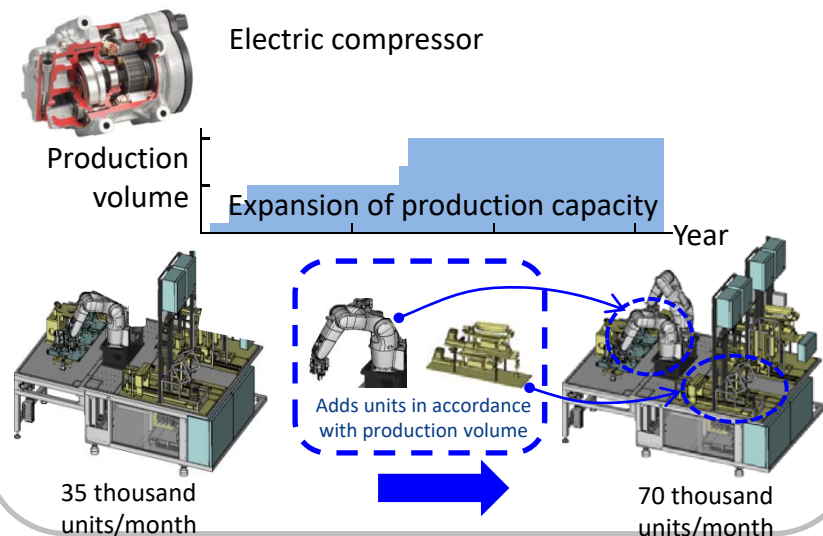 Electric compressor
Production
volume
Expansion of production capacity
Year
Adds units in accordance
with production volume
35 thousand
units/month
70 thousand
units/month